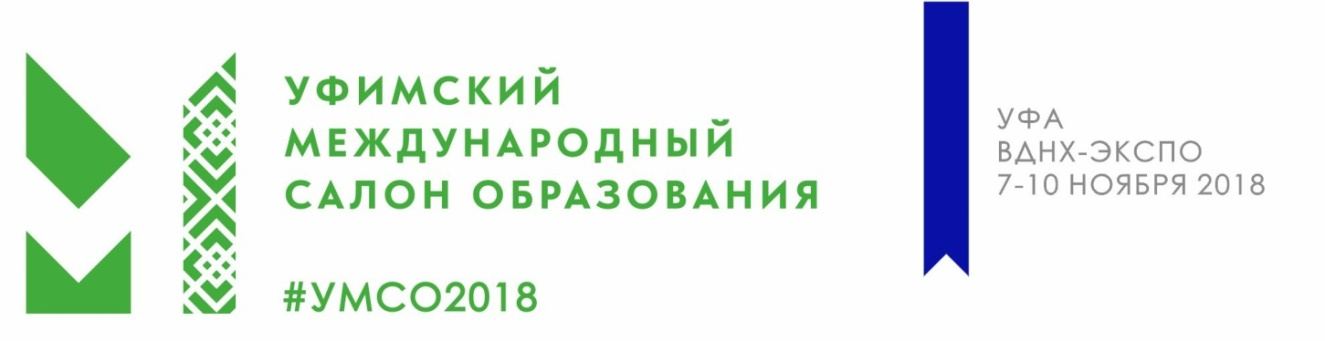 УФИМСКИЙ
МЕЖДУНАРОДНЫЙ
САЛОН ОБРАЗОВАНИЯ
#УМСО2018
УФА
ВДНХ-ЭКСПО
7-10 НОЯБРЯ 2018